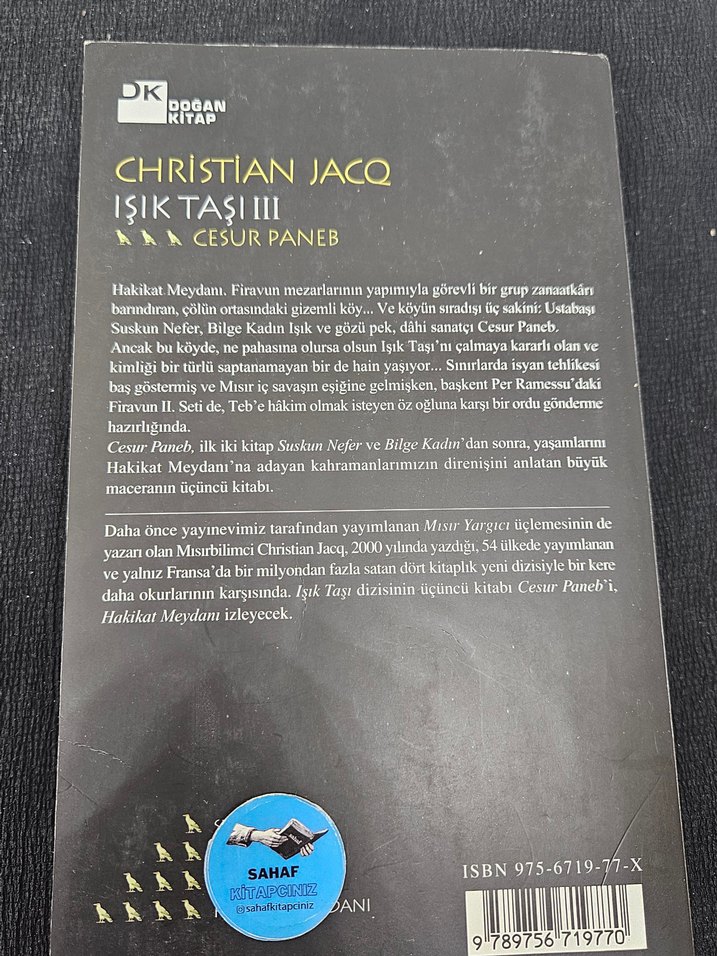 DK
DOĞAN
KİTAP
CHRİSTİAN JACQ
IŞIK TAŞI III
CESUR PANEB
Hakikat Meydanı. Firavun mezarlarının yapımıyla görevli bir grup zanaatkârı
barındıran, çölün ortasındaki gizemli köy... Ve köyün sıradışı üç sakini: Ustabaşı
Suskun Nefer, Bilge Kadın Işık ve gözü pek, dâhi sanatçı Cesur Paneb.
Ancak bu köyde, ne pahasına olursa olsun Işık Taşı'nı çalmaya kararlı olan ve
kimliği bir türlü saptanamayan bir de hain yaşıyor... Sınırlarda isyan tehlikesi
baş göstermiş ve Mısır iç savaşın eşiğine gelmişken, başkent Per Ramessu'daki
Firavun II. Seti de, Teb'e hâkim olmak isteyen öz oğluna karşı bir ordu gönderme
hazırlığında.
Cesur Paneb, ilk iki kitap Suskun Nefer ve Bilge Kadın'dan sonra, yaşamlarını
Hakikat Meydanı'na adayan kahramanlarımızın direnişini anlatan büyük
maceranın üçüncü kitabı.
Daha önce yayınevimiz tarafından yayımlanan Mısır Yargıcı üçlemesinin de
yazarı olan Mısırbilimci Christian Jacq, 2000 yılında yazdığı, 54 ülkede yayımlanan
ve yalnız Fransa'da bir milyondan fazla satan dört kitaplık yeni dizisiyle bir kere
daha okurlarının karşısında. Işık Taşı dizisinin üçüncü kitabı Cesur Paneb'i,
Hakikat Meydanı izleyecek.
sahaf
SAHAF
KİTAPCINIZ
@sahafkitapciniz
DANI
ISBN 975-6719-77-X
9 789756 719770